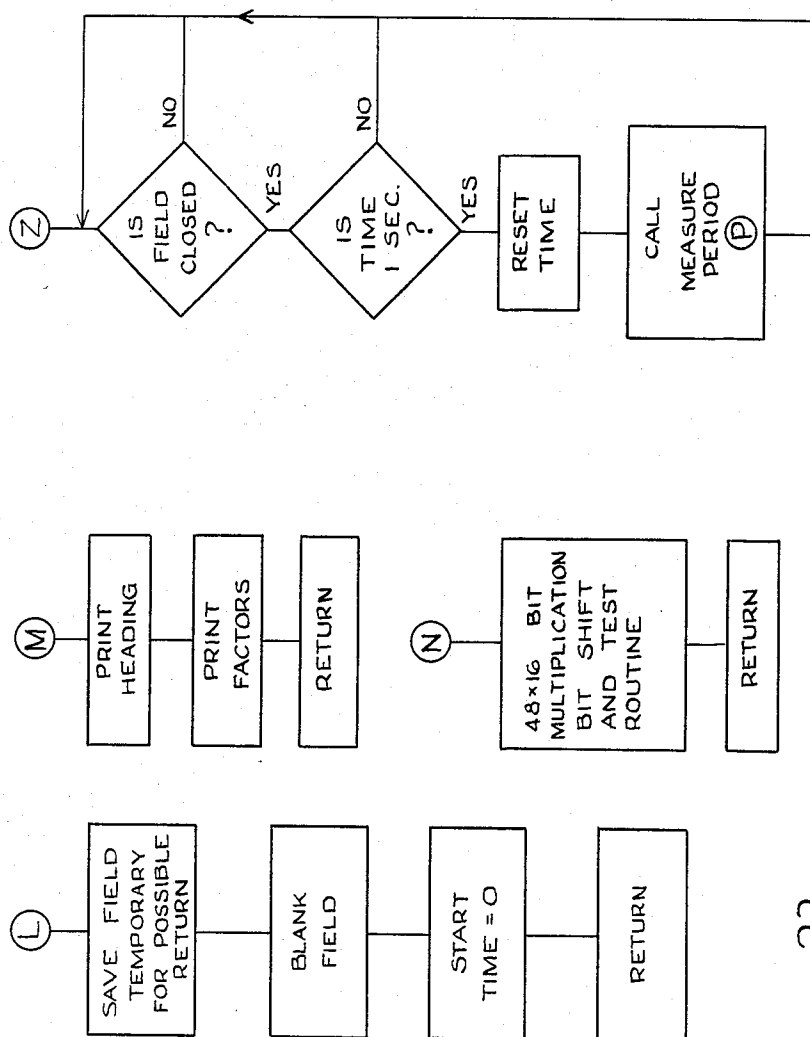 L
SAVE FIELD
TEMPORARY
FOR POSSIBLE
RETURN
BLANK
FIELD
START
TIME = 0
RETURN
M
PRINT
HEADING
PRINT
FACTORS
RETURN
N
48×16 BIT
MULTIPLICATION
BIT SHIFT
AND TEST
ROUTINE
RETURN
Z
IS
FIELD
CLOSED
?
NO
YES
IS
TIME
1 SEC.
?
NO
YES
RESET
TIME
CALL
MEASURE
PERIOD
P